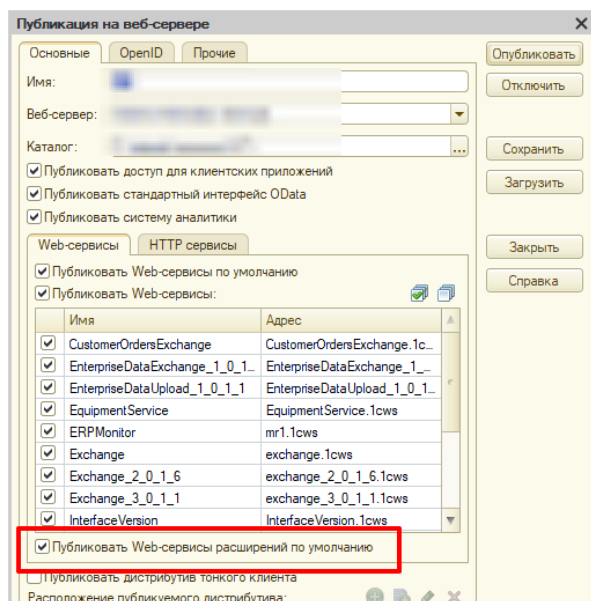 Публикация на веб-сервере
Основные OpenID Прочие
Опубликовать
Имя:
Отключить
Веб-сервер:
Каталог: ...
Сохранить
Публиковать доступ для клиентских приложений
Загрузить
Публиковать стандартный интерфейс OData
Публиковать систему аналитики
Web-сервисы HTTP сервисы
Закрыть
Публиковать Web-сервисы по умолчанию
Справка
Публиковать Web-сервисы:
Имя Адрес
CustomerOrdersExchange CustomerOrdersExchange.1c...
EnterpriseDataExchange_1_0_1... EnterpriseDataExchange_1_...
EnterpriseDataUpload_1_0_1_1 EnterpriseDataUpload_1_0_1...
EquipmentService EquipmentService.1cws
ERPMonitor mr1.1cws
Exchange exchange.1cws
Exchange_2_0_1_6 exchange_2_0_1_6.1cws
Exchange_3_0_1_1 exchange_3_0_1_1.1cws
InterfaceVersion InterfaceVersion.1cws
Публиковать Web-сервисы расширений по умолчанию
Публиковать дистрибутив тонкого клиента
Расположение публикуемого дистрибутива: